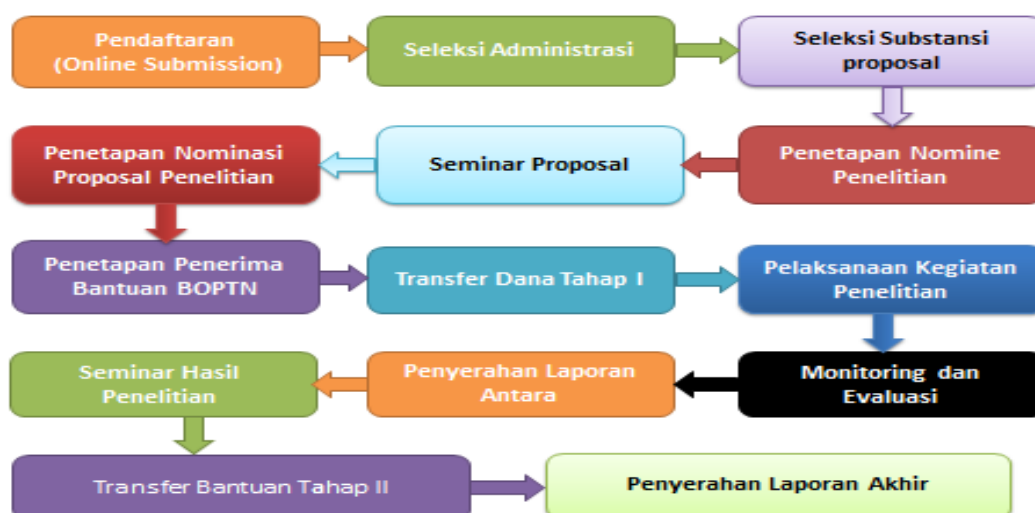 Pendaftaran
(Online Submission)
Seleksi Administrasi
Seleksi Substansi
proposal
Penetapan Nomine
Penelitian
Seminar Proposal
Penetapan Nominasi
Proposal Penelitian
Penetapan Penerima
Bantuan BOPTN
Transfer Dana Tahap I
Pelaksanaan Kegiatan
Penelitian
Monitoring dan
Evaluasi
Penyerahan Laporan
Antara
Seminar Hasil
Penelitian
Transfer Bantuan Tahap II
Penyerahan Laporan Akhir